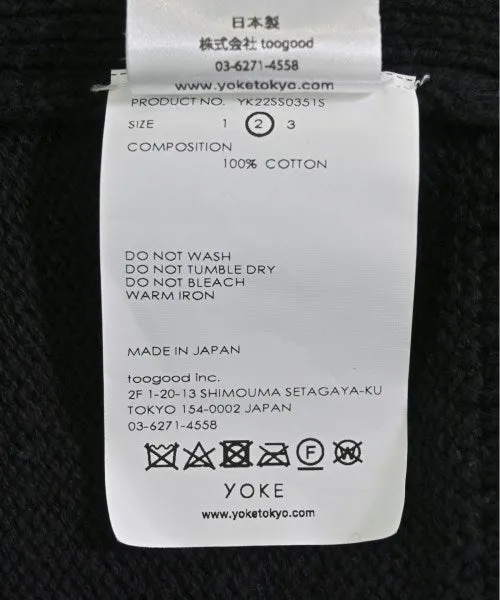 日本製
株式会社 toogood
03-6271-4558
www.yoketokyo.com
PRODUCT NO. YK22SS0351S
SIZE 1 2 3
COMPOSITION
100% COTTON
DO NOT WASH
DO NOT TUMBLE DRY
DO NOT BLEACH
WARM IRON
MADE IN JAPAN
toogood inc.
2F 1-20-13 SHIMOUMA SETAGAYA-KU
TOKYO 154-0002 JAPAN
03-6271-4558
F W
YOKE
www.yoketokyo.com